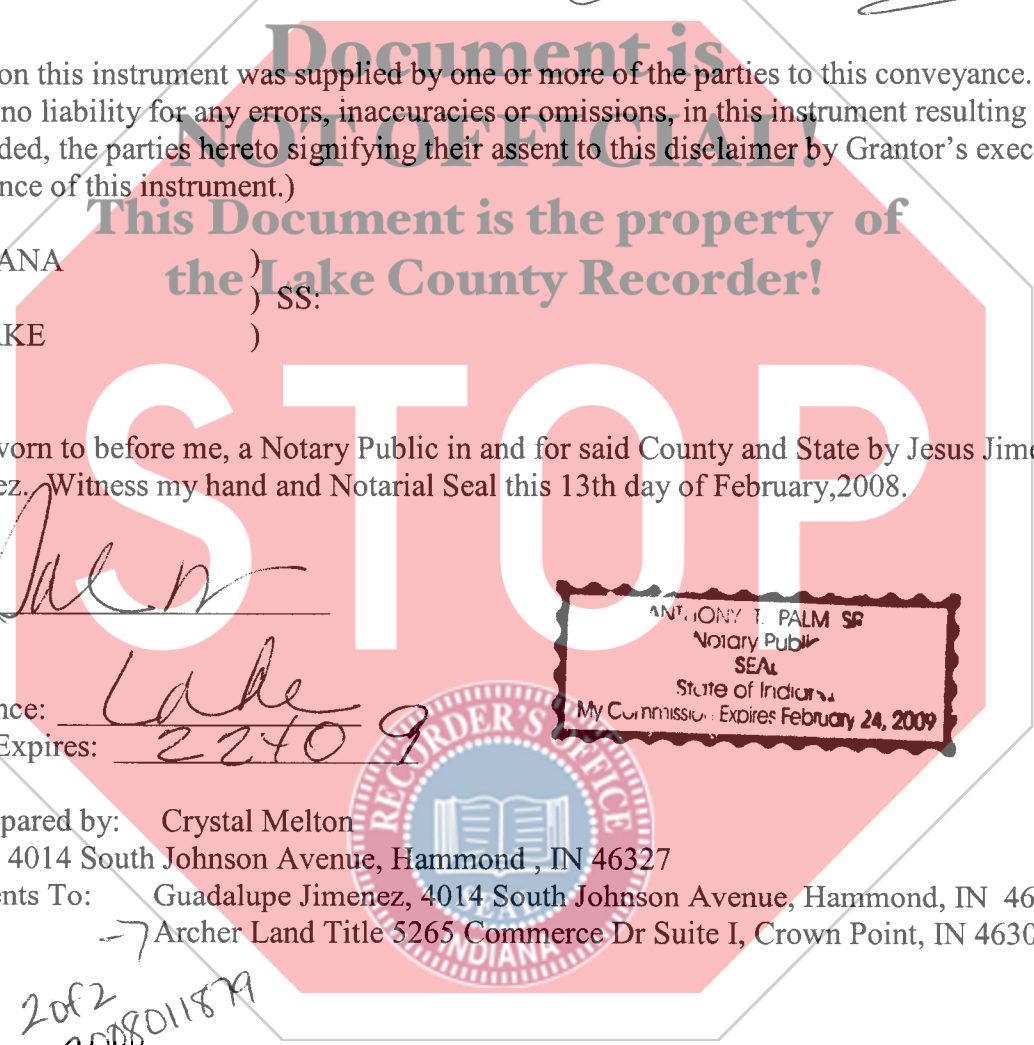 Document is
on this instrument was supplied by one or more of the parties to this conveyance.
no liability for any errors, inaccuracies or omissions, in this instrument resulting
NOT OFFICIAL!
ded, the parties hereto signifying their assent to this disclaimer by Grantor's exec
nce of this instrument.)
This Document is the property of
ANA )
the Lake County Recorder!
) SS:
KE )
STOP
vorn to before me, a Notary Public in and for said County and State by Jesus Jime
ez. Witness my hand and Notarial Seal this 13th day of February,2008.
ANTHONY T. PALM SR
Notary Public
SEAL
State of Indiana
My Commission Expires February 24, 2009
nce: Lake
Expires: 22409
RECORDER'S OFFICE
SEAL
INDIANA
pared by: Crystal Melton
4014 South Johnson Avenue, Hammond , IN 46327
nts To: Guadalupe Jimenez, 4014 South Johnson Avenue, Hammond, IN 46
Archer Land Title 5265 Commerce Dr Suite I, Crown Point, IN 4630
2 of 2
2008011879